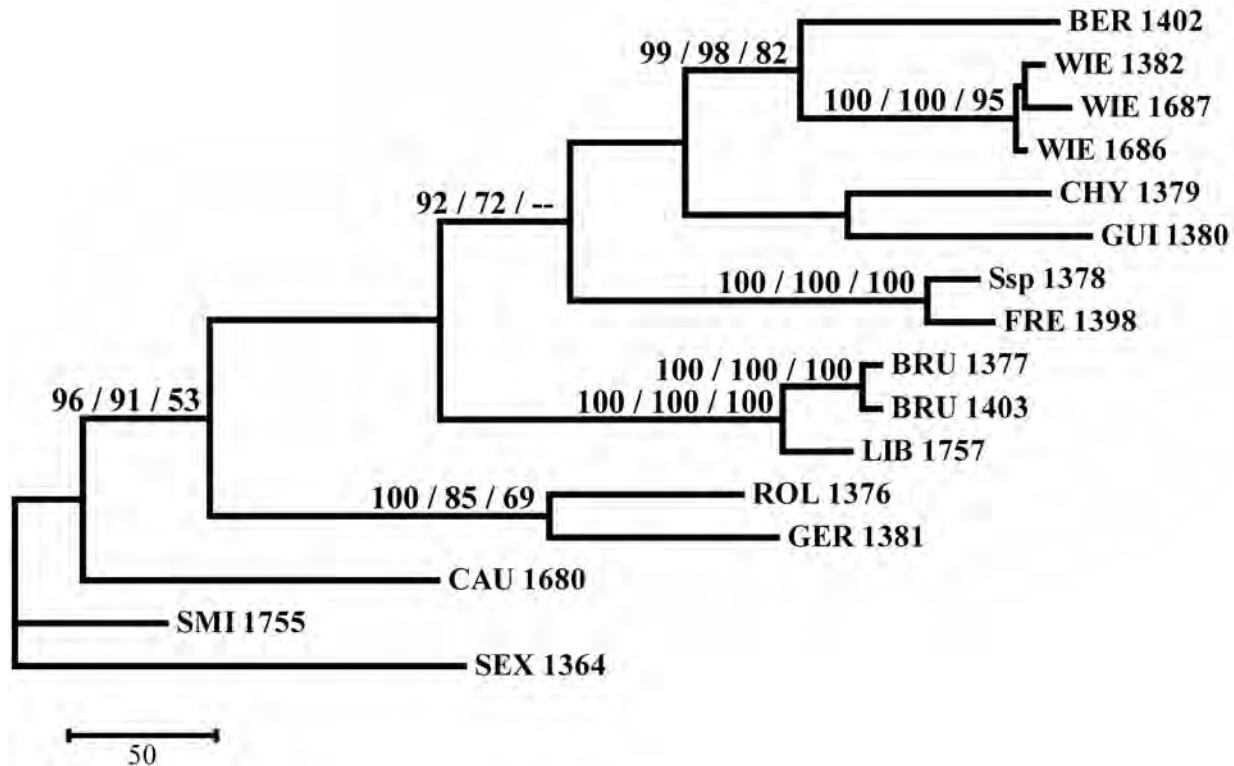 BER 1402
99 / 98 / 82
WIE 1382
100 / 100 / 95
WIE 1687
WIE 1686
CHY 1379
92 / 72 / --
GUI 1380
100 / 100 / 100
Ssp 1378
FRE 1398
100 / 100 / 100
BRU 1377
96 / 91 / 53
100 / 100 / 100
BRU 1403
LIB 1757
100 / 85 / 69
ROL 1376
GER 1381
CAU 1680
SMI 1755
SEX 1364
50